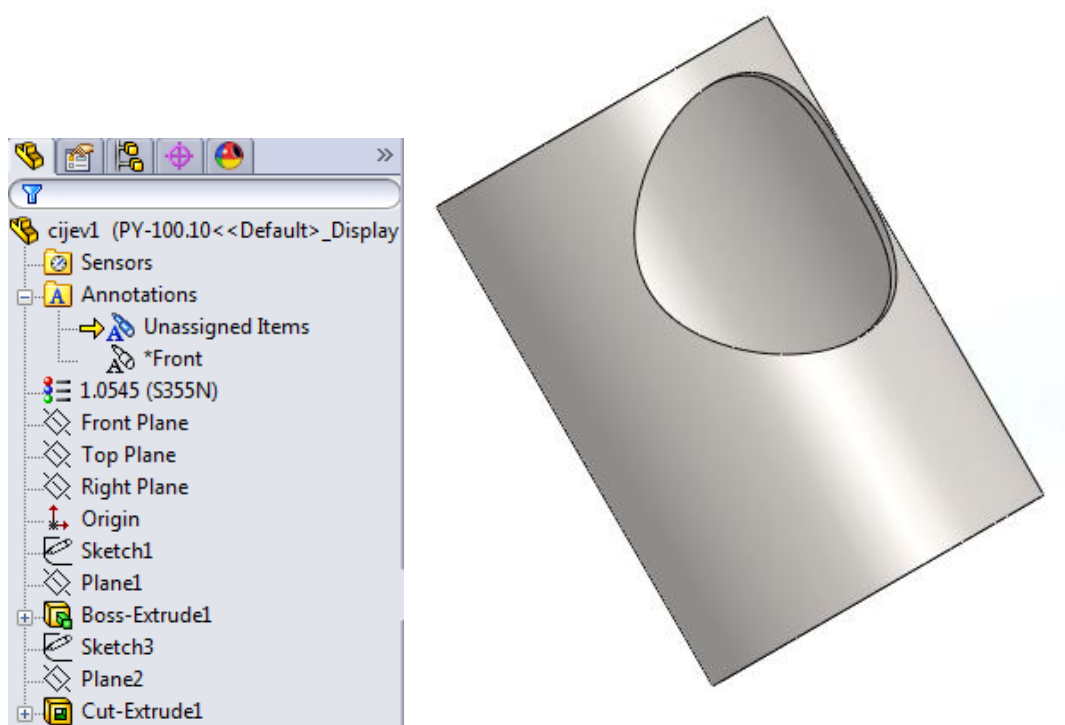 cijev1 (PY-100.10<<Default>_Display
Sensors
Annotations
Unassigned Items
*Front
1.0545 (S355N)
Front Plane
Top Plane
Right Plane
Origin
Sketch1
Plane1
Boss-Extrude1
Sketch3
Plane2
Cut-Extrude1